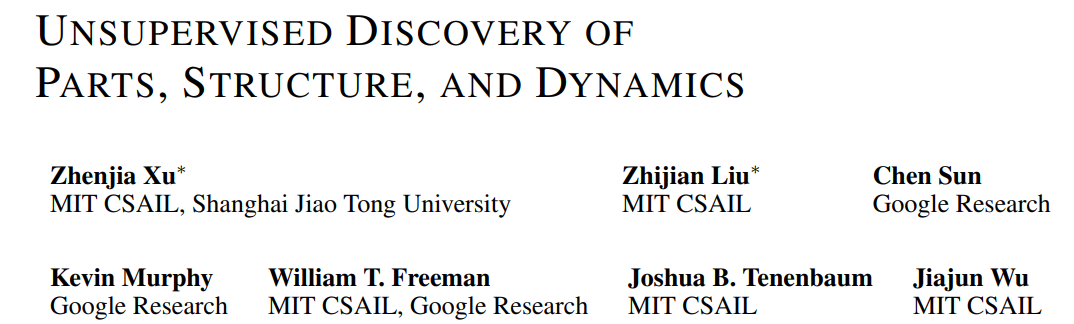 UNSUPERVISED DISCOVERY OF
PARTS, STRUCTURE, AND DYNAMICS
Zhenjia Xu* Zhijian Liu* Chen Sun
MIT CSAIL, Shanghai Jiao Tong University MIT CSAIL Google Research
Kevin Murphy William T. Freeman Joshua B. Tenenbaum Jiajun Wu
Google Research MIT CSAIL, Google Research MIT CSAIL MIT CSAIL